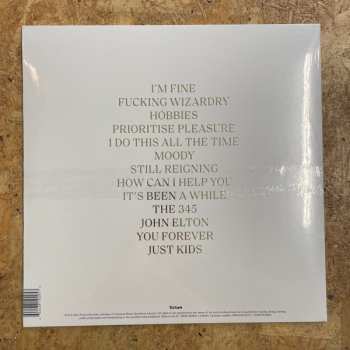 I'M FINE
FUCKING WIZARDRY
HOBBIES
PRIORITISE PLEASURE
I DO THIS ALL THE TIME
MOODY
STILL REIGNING
HOW CAN I HELP YOU
IT'S BEEN A WHILE
THE 345
JOHN ELTON
YOU FOREVER
JUST KIDS